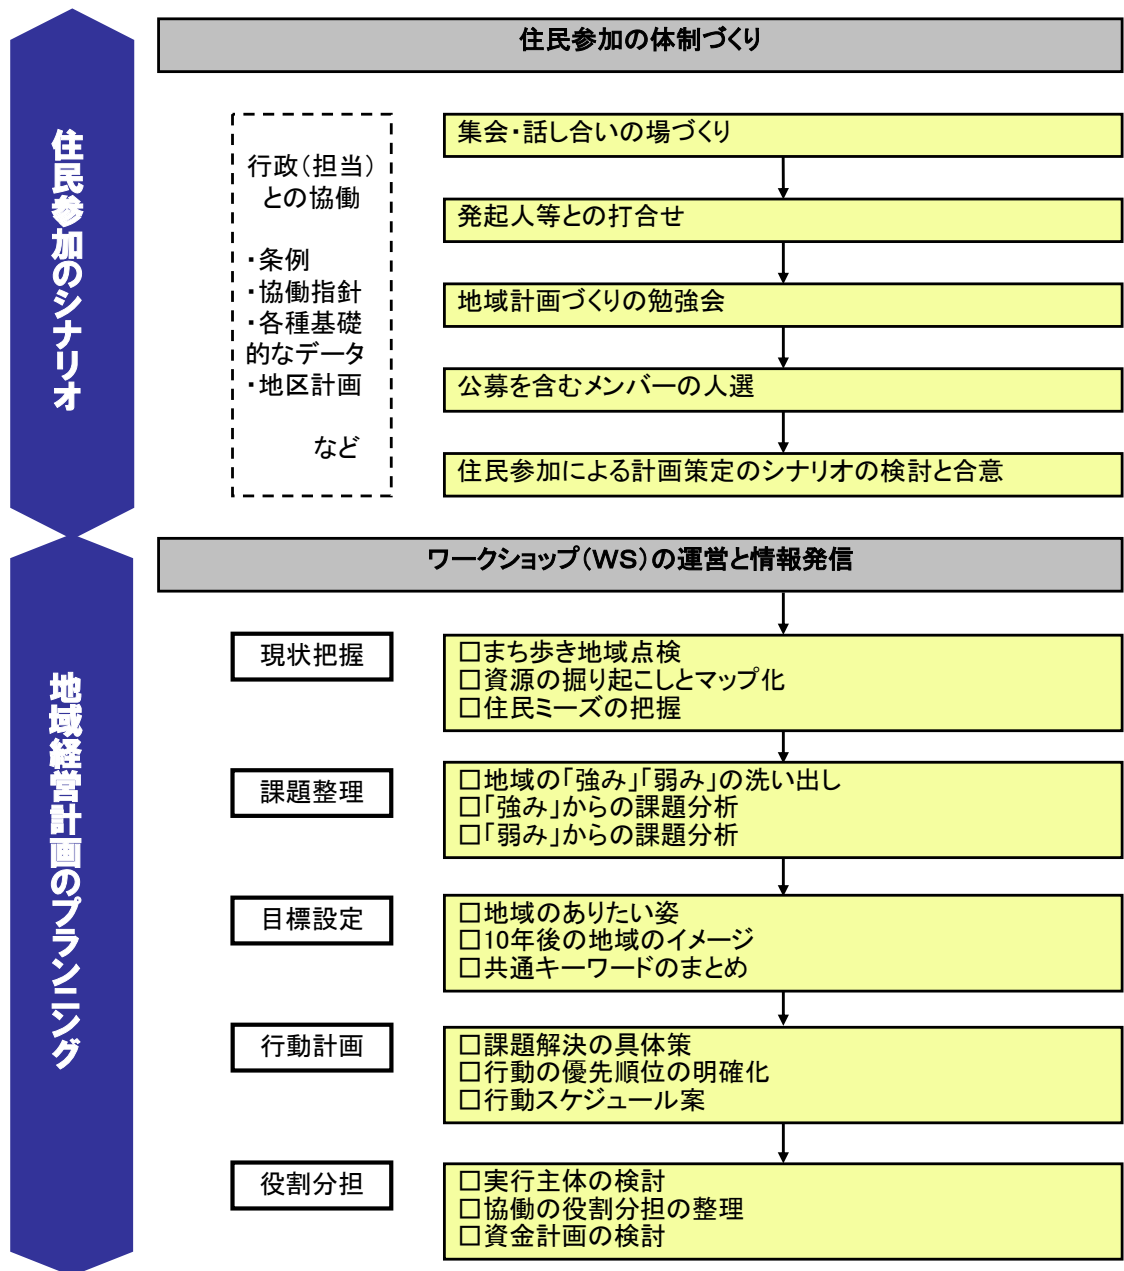 住民参加のシナリオ
住民参加の体制づくり
行政（担当）
との協働
・条例
・協働指針
・各種基礎
的なデータ
・地区計画
など
集会・話し合いの場づくり
発起人等との打合せ
地域計画づくりの勉強会
公募を含むメンバーの人選
住民参加による計画策定のシナリオの検討と合意
地域経営計画のプランニング
ワークショップ（WS）の運営と情報発信
現状把握
□まち歩き地域点検
□資源の掘り起こしとマップ化
□住民ミーズの把握
課題整理
□地域の「強み」「弱み」の洗い出し
□「強み」からの課題分析
□「弱み」からの課題分析
目標設定
□地域のありたい姿
□10年後の地域のイメージ
□共通キーワードのまとめ
行動計画
□課題解決の具体策
□行動の優先順位の明確化
□行動スケジュール案
役割分担
□実行主体の検討
□協働の役割分担の整理
□資金計画の検討